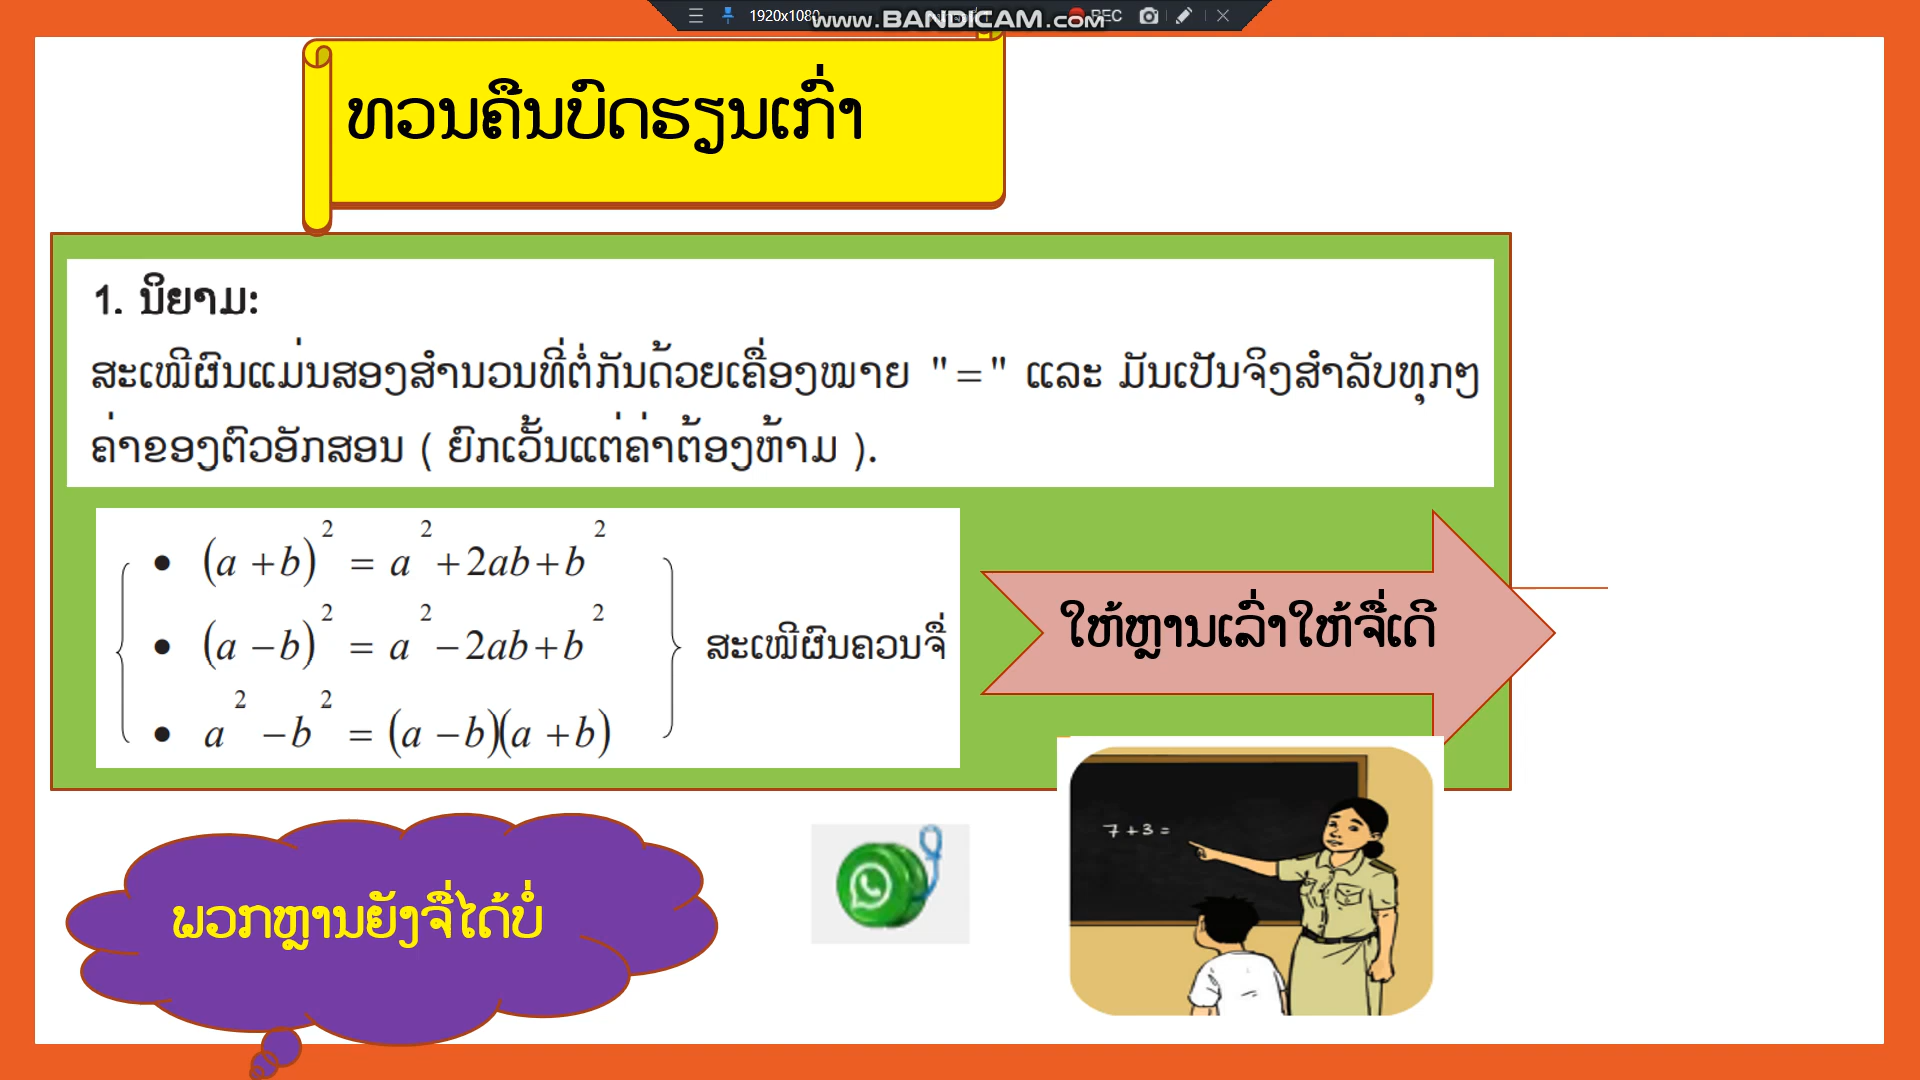 1920x1080
www.BANDICAM.com
REC
ທວນຄືນບົດຮຽນເກົ່າ
1. ນິຍາມ:
ສະເໝີຜົນແມ່ນສອງສຳນວນທີ່ຕໍ່ກັນດ້ວຍເຄື່ອງໝາຍ "=" ແລະ ມັນເປັນຈິງສຳລັບທຸກໆ
ຄ່າຂອງຕົວອັກສອນ ( ຍົກເວັ້ນແຕ່ຄ່າຕ້ອງຫ້າມ ).
• (a + b)² = a² + 2ab + b²
• (a − b)² = a² − 2ab + b²
ສະເໝີຜົນຄວນຈື່
• a² − b² = (a − b)(a + b)
ໃຫ້ຫຼານເລົ່າໃຫ້ຈື່ເດີ
7 + 3 =
ພວກຫຼານຍັງຈື່ໄດ້ບໍ່